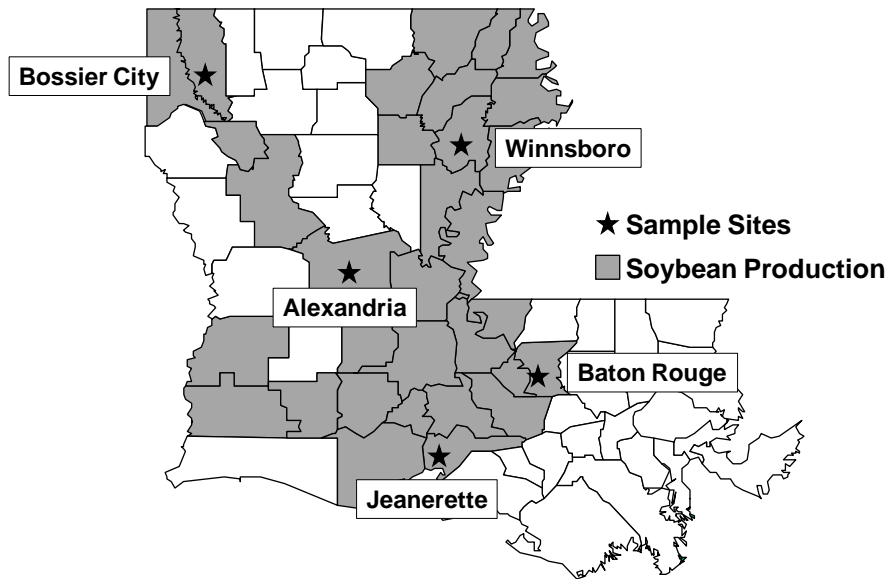 Bossier City
Winnsboro
Sample Sites
Soybean Production
Alexandria
Baton Rouge
Jeanerette